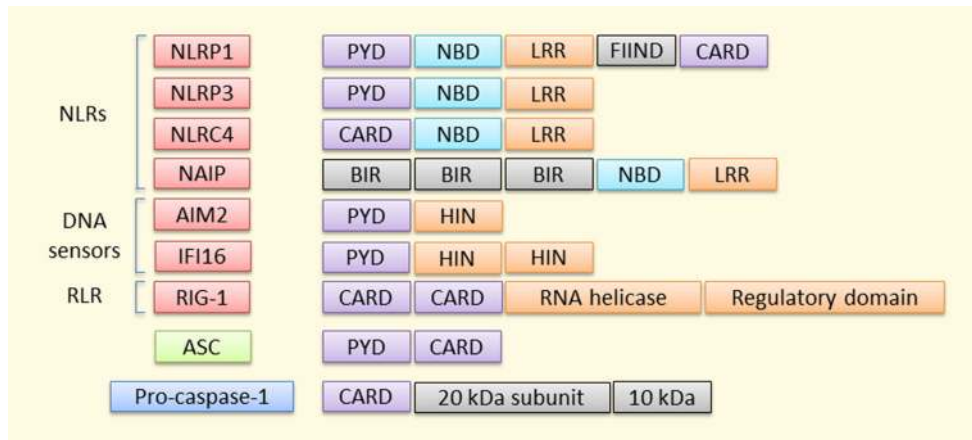 NLRP1 PYD NBD LRR FIIND CARD
NLRP3 PYD NBD LRR
NLRs
NLRC4 CARD NBD LRR
NAIP BIR BIR BIR NBD LRR
AIM2 PYD HIN
DNA
sensors
IFI16 PYD HIN HIN
RLR RIG-1 CARD CARD RNA helicase Regulatory domain
ASC PYD CARD
Pro-caspase-1 CARD 20 kDa subunit 10 kDa